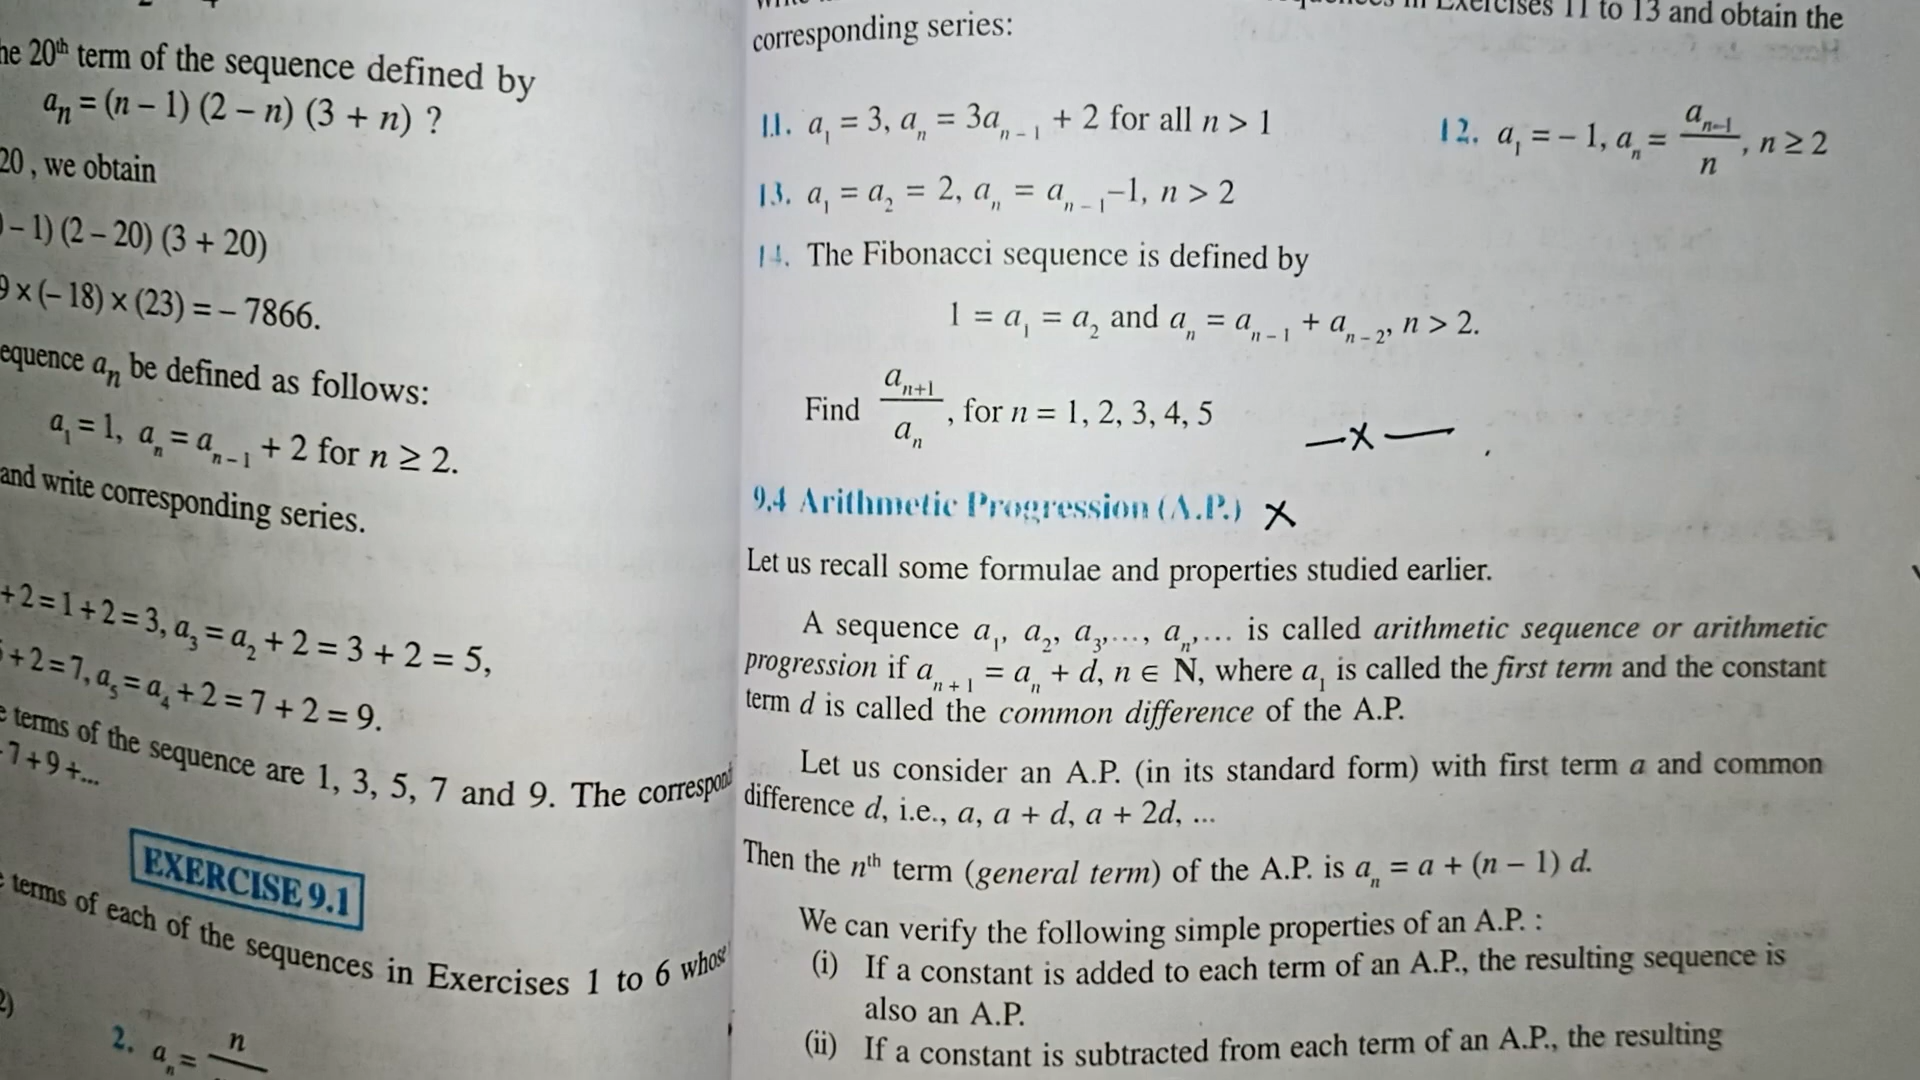 20th term of the sequence defined by
aₙ = (n – 1) (2 – n) (3 + n) ?
20 , we obtain
– 1) (2 – 20) (3 + 20)
9 × (– 18) × (23) = – 7866.
aₙ be defined as follows:
a₁ = 1, aₙ = aₙ₋₁ + 2 for n ≥ 2.
and write corresponding series.
+ 2 = 1 + 2 = 3, a₃ = a₂ + 2 = 3 + 2 = 5,
+ 2 = 7, a₅ = a₄ + 2 = 7 + 2 = 9.
terms of the sequence are 1, 3, 5, 7 and 9. The
7 + 9 +...
EXERCISE 9.1
terms of each of the sequences in Exercises 1 to 6
2. aₙ = n
Exercises 11 to 13 and obtain the
corresponding series:
11. a₁ = 3, aₙ = 3aₙ₋₁ + 2 for all n > 1 12. a₁ = – 1, aₙ = aₙ₋₁/n , n ≥ 2
13. a₁ = a₂ = 2, aₙ = aₙ₋₁–1, n > 2
14. The Fibonacci sequence is defined by
1 = a₁ = a₂ and aₙ = aₙ₋₁ + aₙ₋₂, n > 2.
Find aₙ₊₁/aₙ , for n = 1, 2, 3, 4, 5
—x—
9.4 Arithmetic Progression (A.P.) x
Let us recall some formulae and properties studied earlier.
A sequence a₁, a₂, a₃,..., aₙ,... is called arithmetic sequence or arithmetic
progression if aₙ₊₁ = aₙ + d, n ∈ N, where a₁ is called the first term and the constant
term d is called the common difference of the A.P.
Let us consider an A.P. (in its standard form) with first term a and common
difference d, i.e., a, a + d, a + 2d, ...
Then the nth term (general term) of the A.P. is aₙ = a + (n – 1) d.
We can verify the following simple properties of an A.P. :
(i) If a constant is added to each term of an A.P., the resulting sequence is
also an A.P.
(ii) If a constant is subtracted from each term of an A.P., the resulting